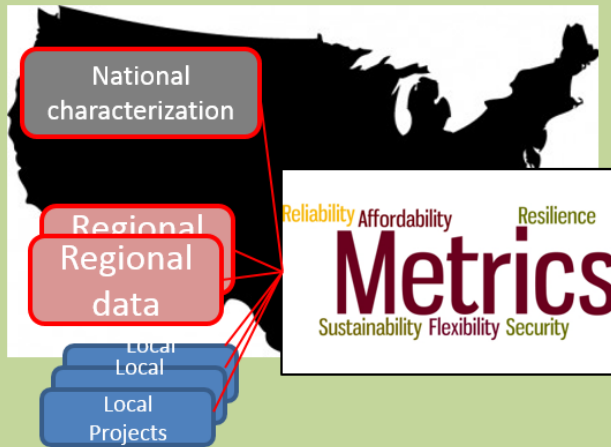 National
characterization
Regional
Regional
data
Local
Local
Local
Projects
Reliability Affordability Resilience
Metrics
Sustainability Flexibility Security